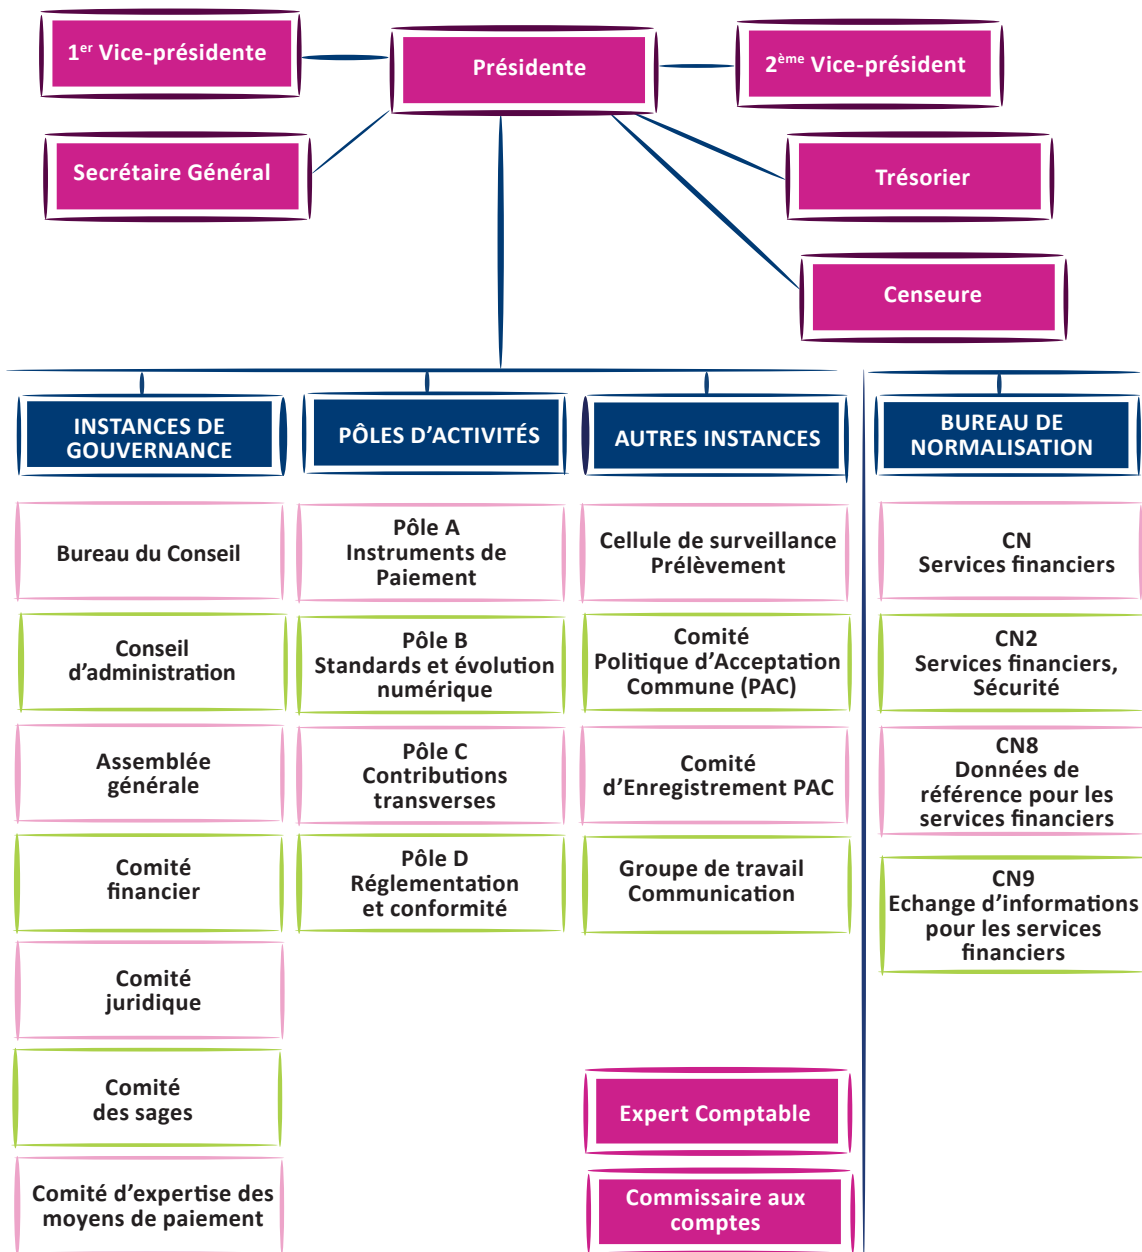 1er Vice-présidente
Présidente
2ème Vice-président
Secrétaire Général
Trésorier
Censeure
INSTANCES DE
GOUVERNANCE
Bureau du Conseil
Conseil
d’administration
Assemblée
générale
Comité
financier
Comité
juridique
Comité
des sages
Comité d’expertise des
moyens de paiement
PÔLES D’ACTIVITÉS
Pôle A
Instruments de
Paiement
Pôle B
Standards et évolution
numérique
Pôle C
Contributions
transverses
Pôle D
Réglementation
et conformité
AUTRES INSTANCES
Cellule de surveillance
Prélèvement
Comité
Politique d’Acceptation
Commune (PAC)
Comité
d’Enregistrement PAC
Groupe de travail
Communication
Expert Comptable
Commissaire aux
comptes
BUREAU DE
NORMALISATION
CN
Services financiers
CN2
Services financiers,
Sécurité
CN8
Données de
référence pour les
services financiers
CN9
Echange d’informations
pour les services
financiers